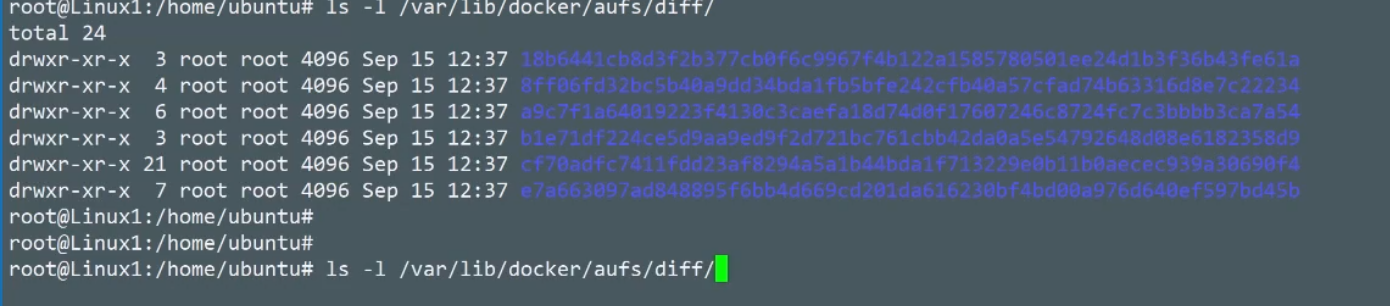 root@Linux1:/home/ubuntu# ls -l /var/lib/docker/aufs/diff/
total 24
drwxr-xr-x  3 root root 4096 Sep 15 12:37 18b6441cb8d3f2b377cb0f6c9967f4b122a1585780501ee24d1b3f36b43fe61a
drwxr-xr-x  4 root root 4096 Sep 15 12:37 8ff06fd32bc5b40a9dd34bda1fb5bfe242cfb40a57cfad74b63316d8e7c22234
drwxr-xr-x  6 root root 4096 Sep 15 12:37 a9c7f1a64019223f4130c3caefa18d74d0f17607246c8724fc7c3bbbb3ca7a54
drwxr-xr-x  3 root root 4096 Sep 15 12:37 b1e71df224ce5d9aa9ed9f2d721bc761cbb42da0a5e54792648d08e6182358d9
drwxr-xr-x 21 root root 4096 Sep 15 12:37 cf70adfc7411fdd23af8294a5a1b44bda1f713229e0b11b0aecec939a30690f4
drwxr-xr-x  7 root root 4096 Sep 15 12:37 e7a663097ad848895f6bb4d669cd201da616230bf4bd00a976d640ef597bd45b
root@Linux1:/home/ubuntu#
root@Linux1:/home/ubuntu#
root@Linux1:/home/ubuntu# ls -l /var/lib/docker/aufs/diff/